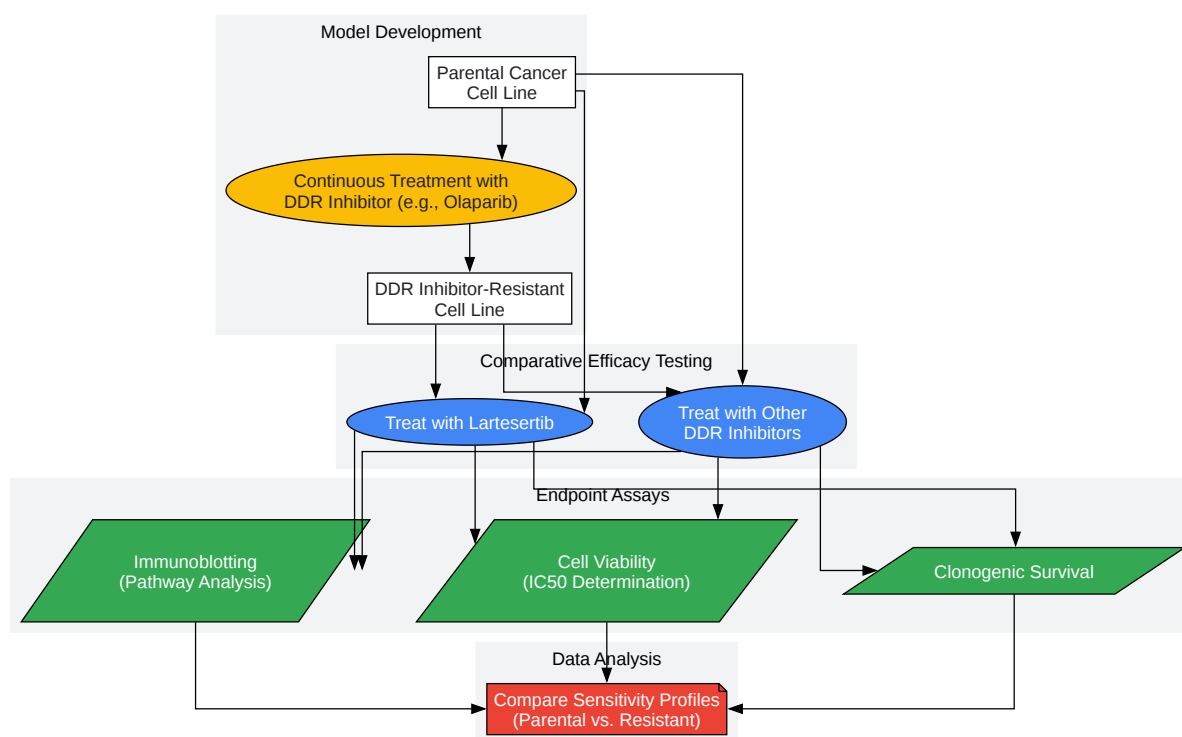 Model Development
Parental Cancer
Cell Line
Continuous Treatment with
DDR Inhibitor (e.g., Olaparib)
DDR Inhibitor-Resistant
Cell Line
Comparative Efficacy Testing
Treat with Lartesertib
Treat with Other
DDR Inhibitors
Endpoint Assays
Immunoblotting
(Pathway Analysis)
Cell Viability
(IC50 Determination)
Clonogenic Survival
Data Analysis
Compare Sensitivity Profiles
(Parental vs. Resistant)